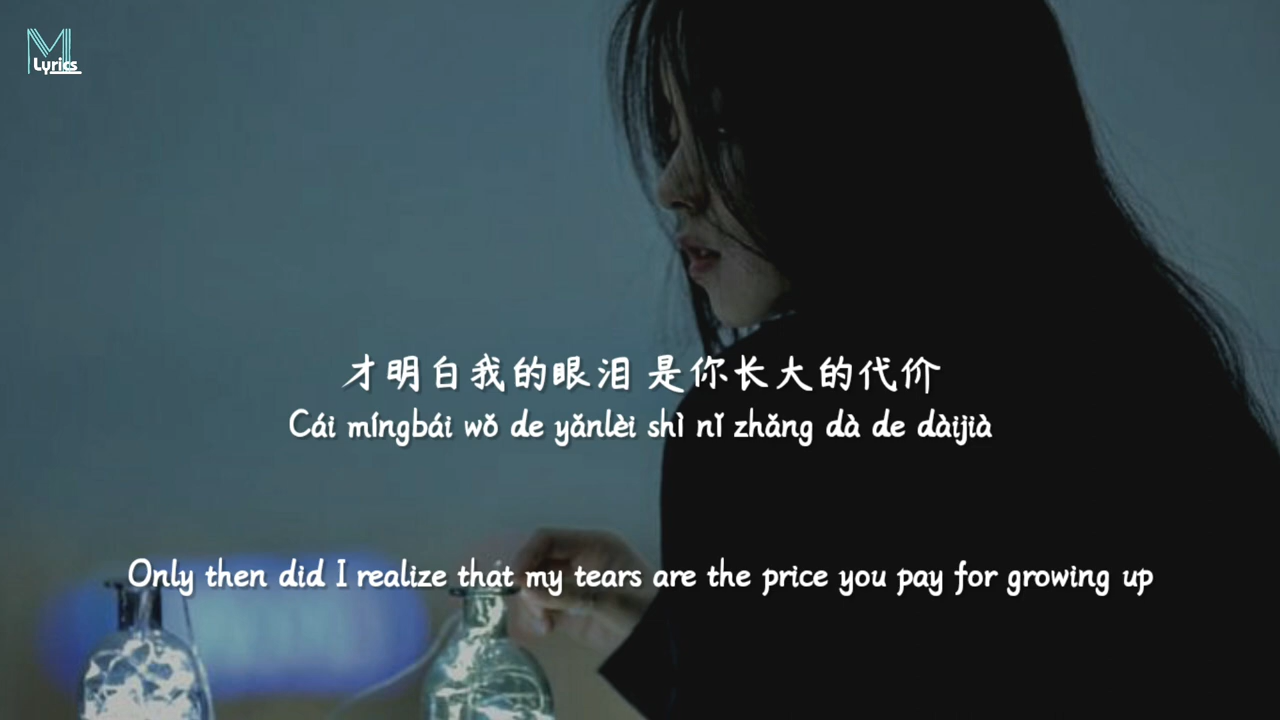 M
Lyrics
才明白我的眼泪 是你长大的代价
Cái míngbái wǒ de yǎnlèi shì nǐ zhǎng dà de dàijià
Only then did I realize that my tears are the price you pay for growing up